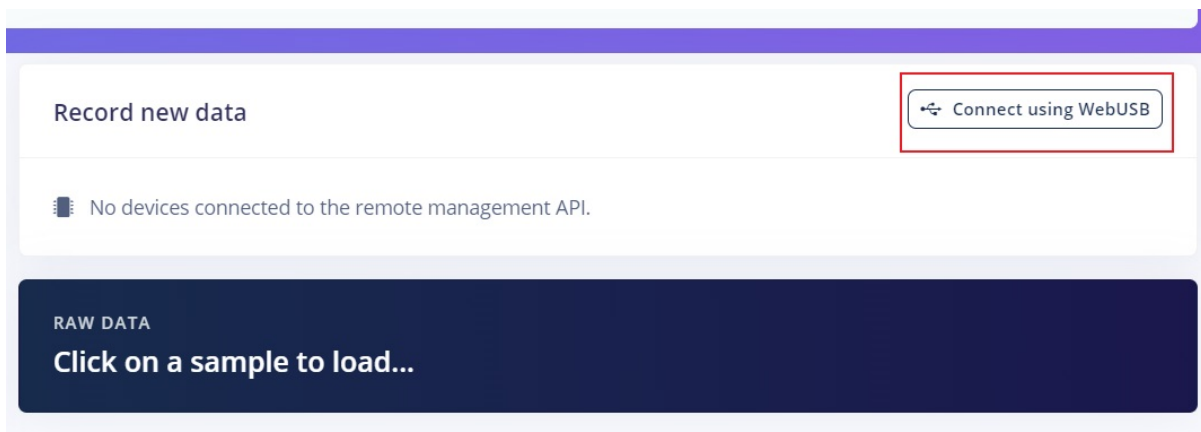 Record new data
Connect using WebUSB
No devices connected to the remote management API.
RAW DATA
Click on a sample to load...